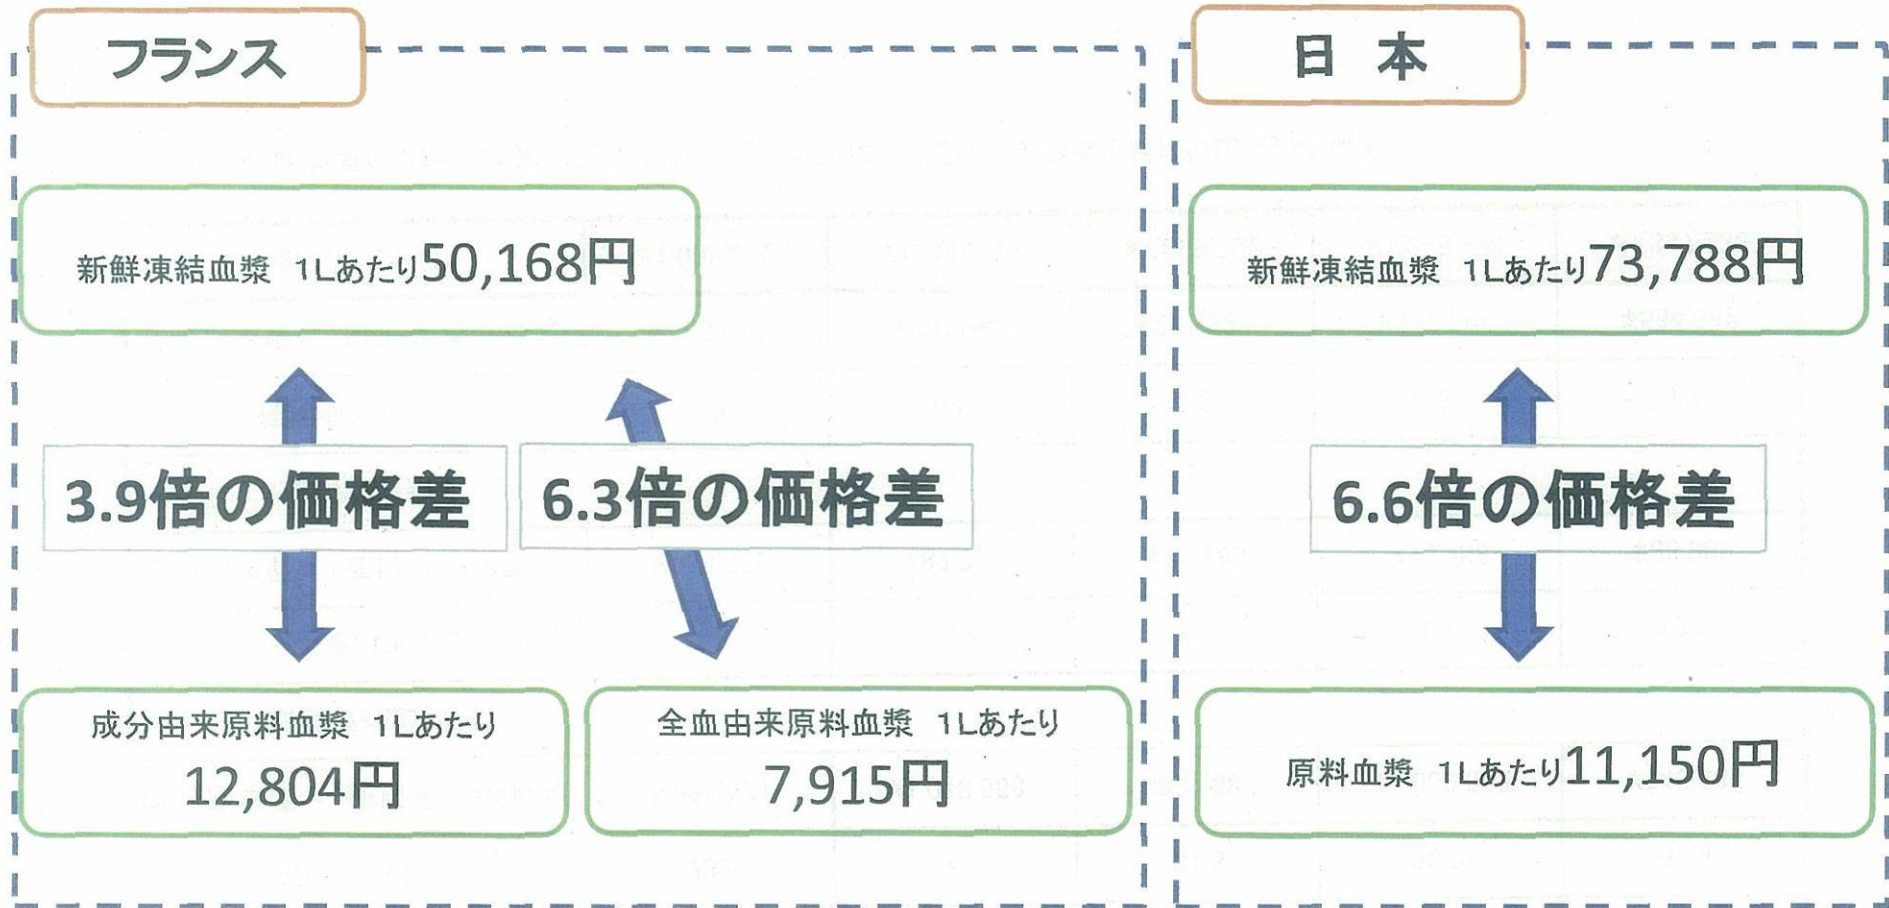 フランス
新鮮凍結血漿 1Lあたり50,168円
3.9倍の価格差
6.3倍の価格差
成分由来原料血漿 1Lあたり
12,804円
全血由来原料血漿 1Lあたり
7,915円
日 本
新鮮凍結血漿 1Lあたり73,788円
6.6倍の価格差
原料血漿 1Lあたり11,150円